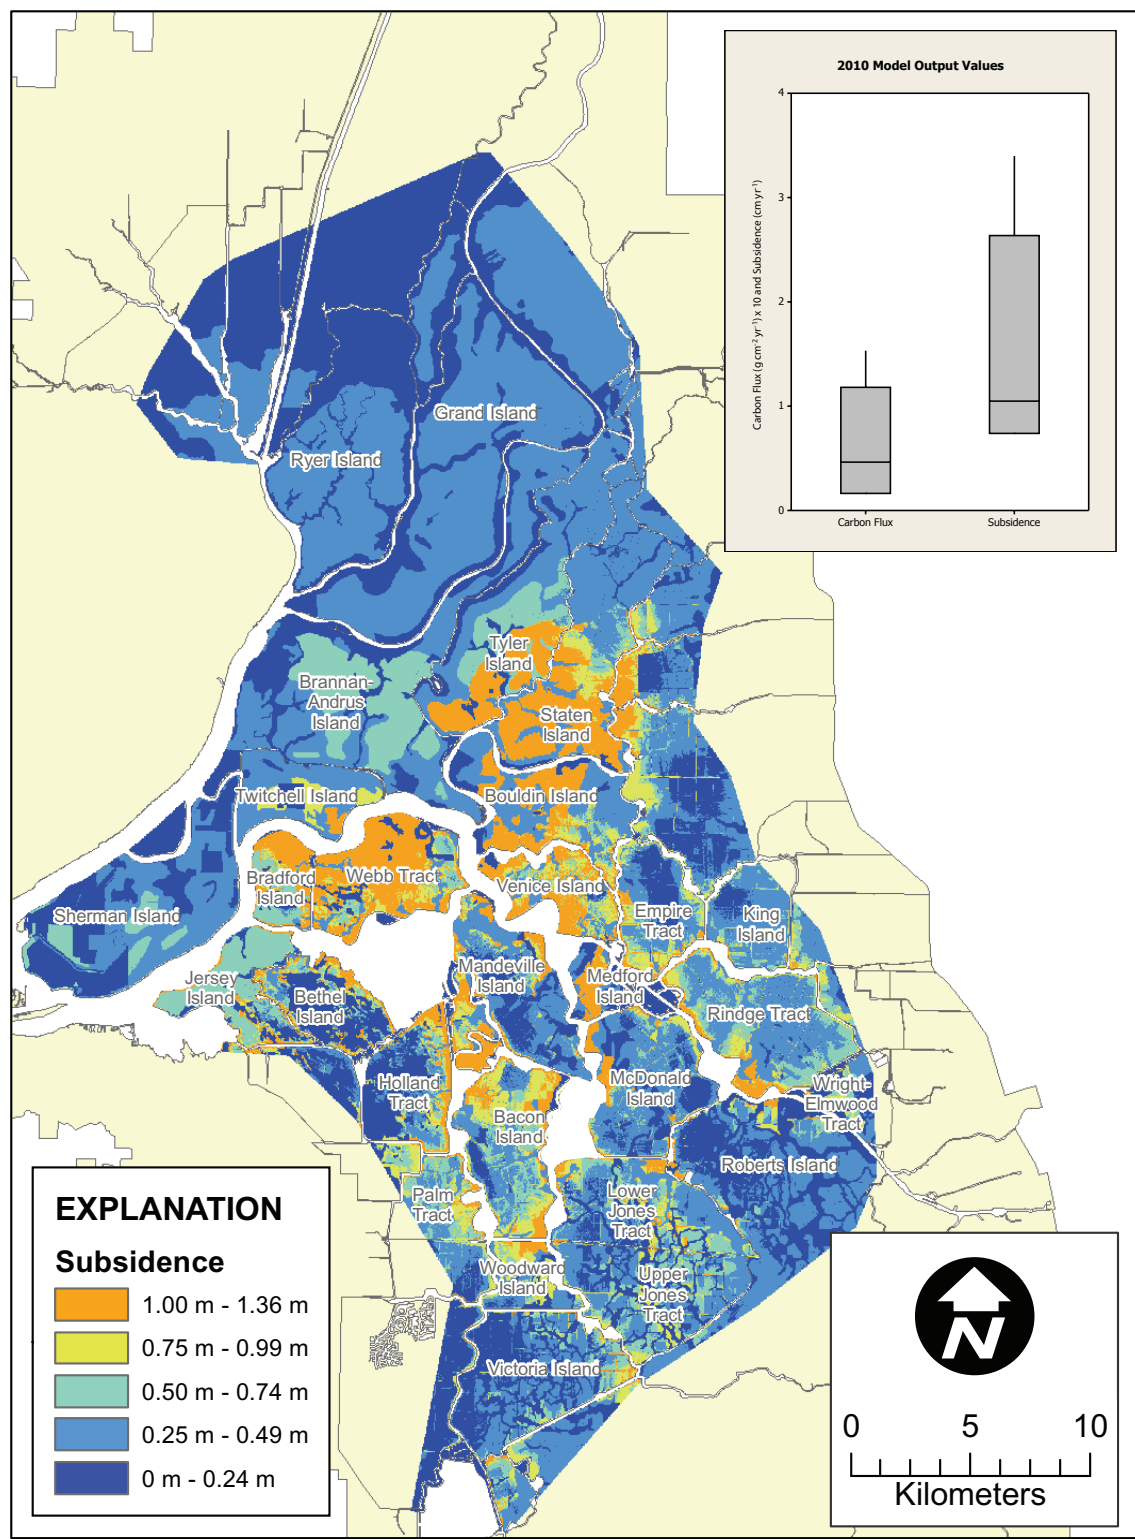 2010 Model Output Values
4
3
2
1
0
Carbon Flux (g cm⁻² yr⁻¹) x 10 and Subsidence (cm yr⁻¹)
Carbon Flux
Subsidence
Grand Island
Ryer Island
Tyler
Island
Brannan-
Andrus
Island
Staten
Island
Twitchell Island
Bouldin Island
Bradford
Island
Webb Tract
Venice Island
Sherman Island
Empire
Tract
King
Island
Jersey
Island
Bethel
Island
Mandeville
Island
Medford
Island
Rindge Tract
Holland
Tract
McDonald
Island
Wright-
Elmwood
Tract
Bacon
Island
Roberts Island
Palm
Tract
Lower
Jones
Tract
Woodward
Island
Upper
Jones
Tract
Victoria Island
EXPLANATION
Subsidence
1.00 m - 1.36 m
0.75 m - 0.99 m
0.50 m - 0.74 m
0.25 m - 0.49 m
0 m - 0.24 m
N
0 5 10
Kilometers